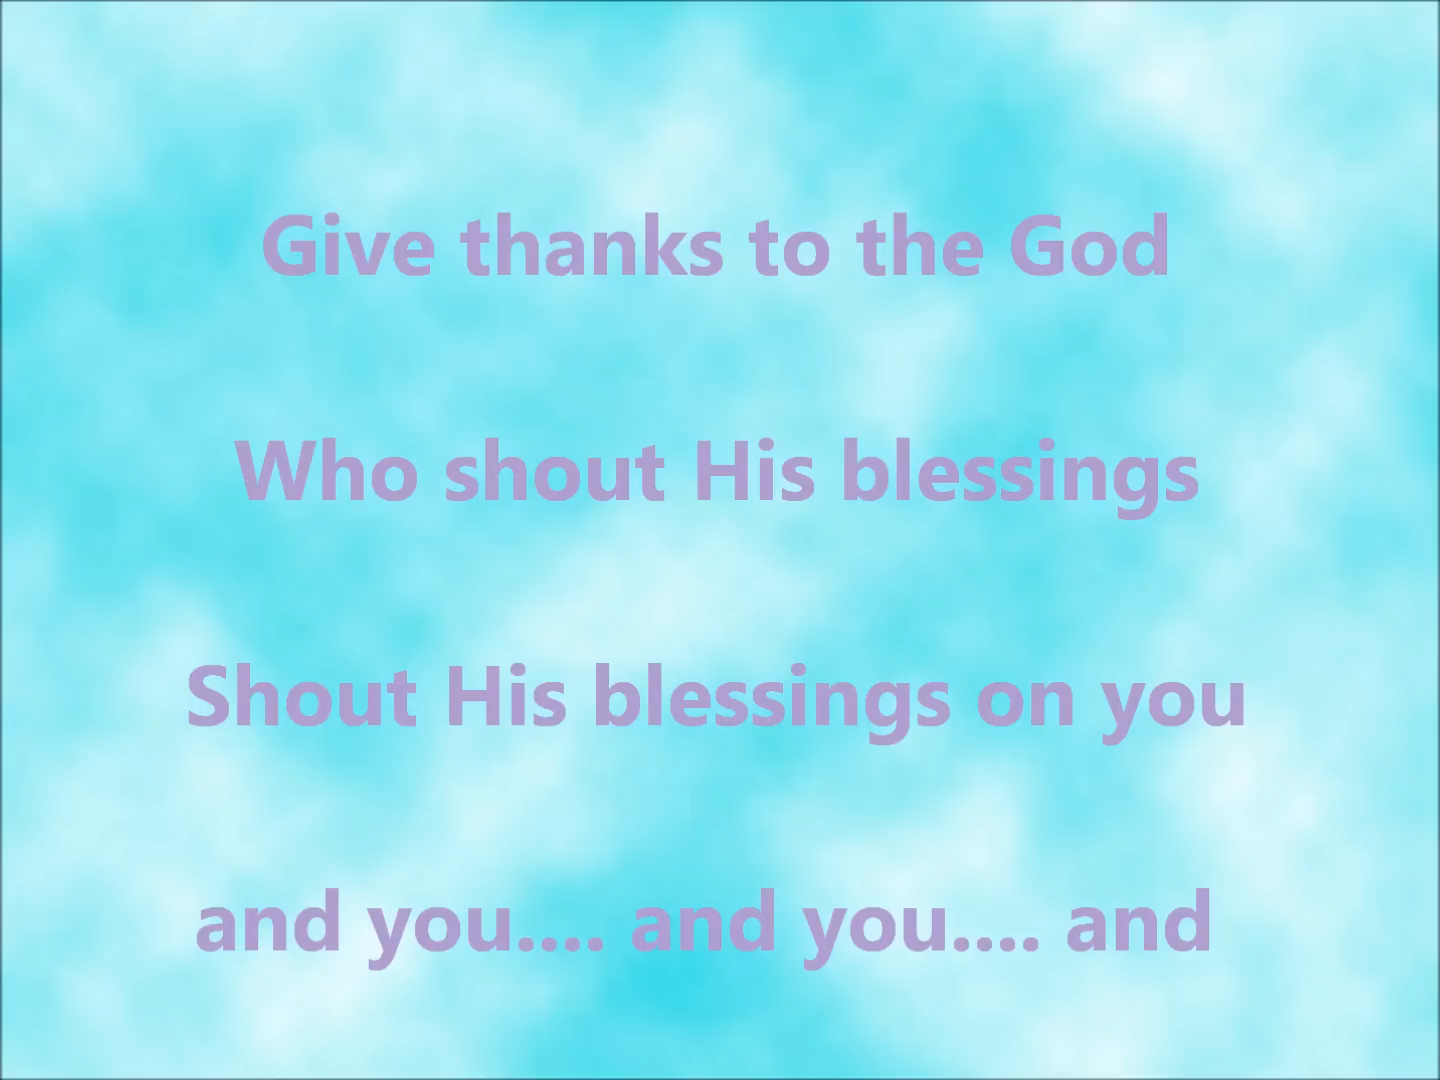 Give thanks to the God
Who shout His blessings
Shout His blessings on you
and you.... and you.... and